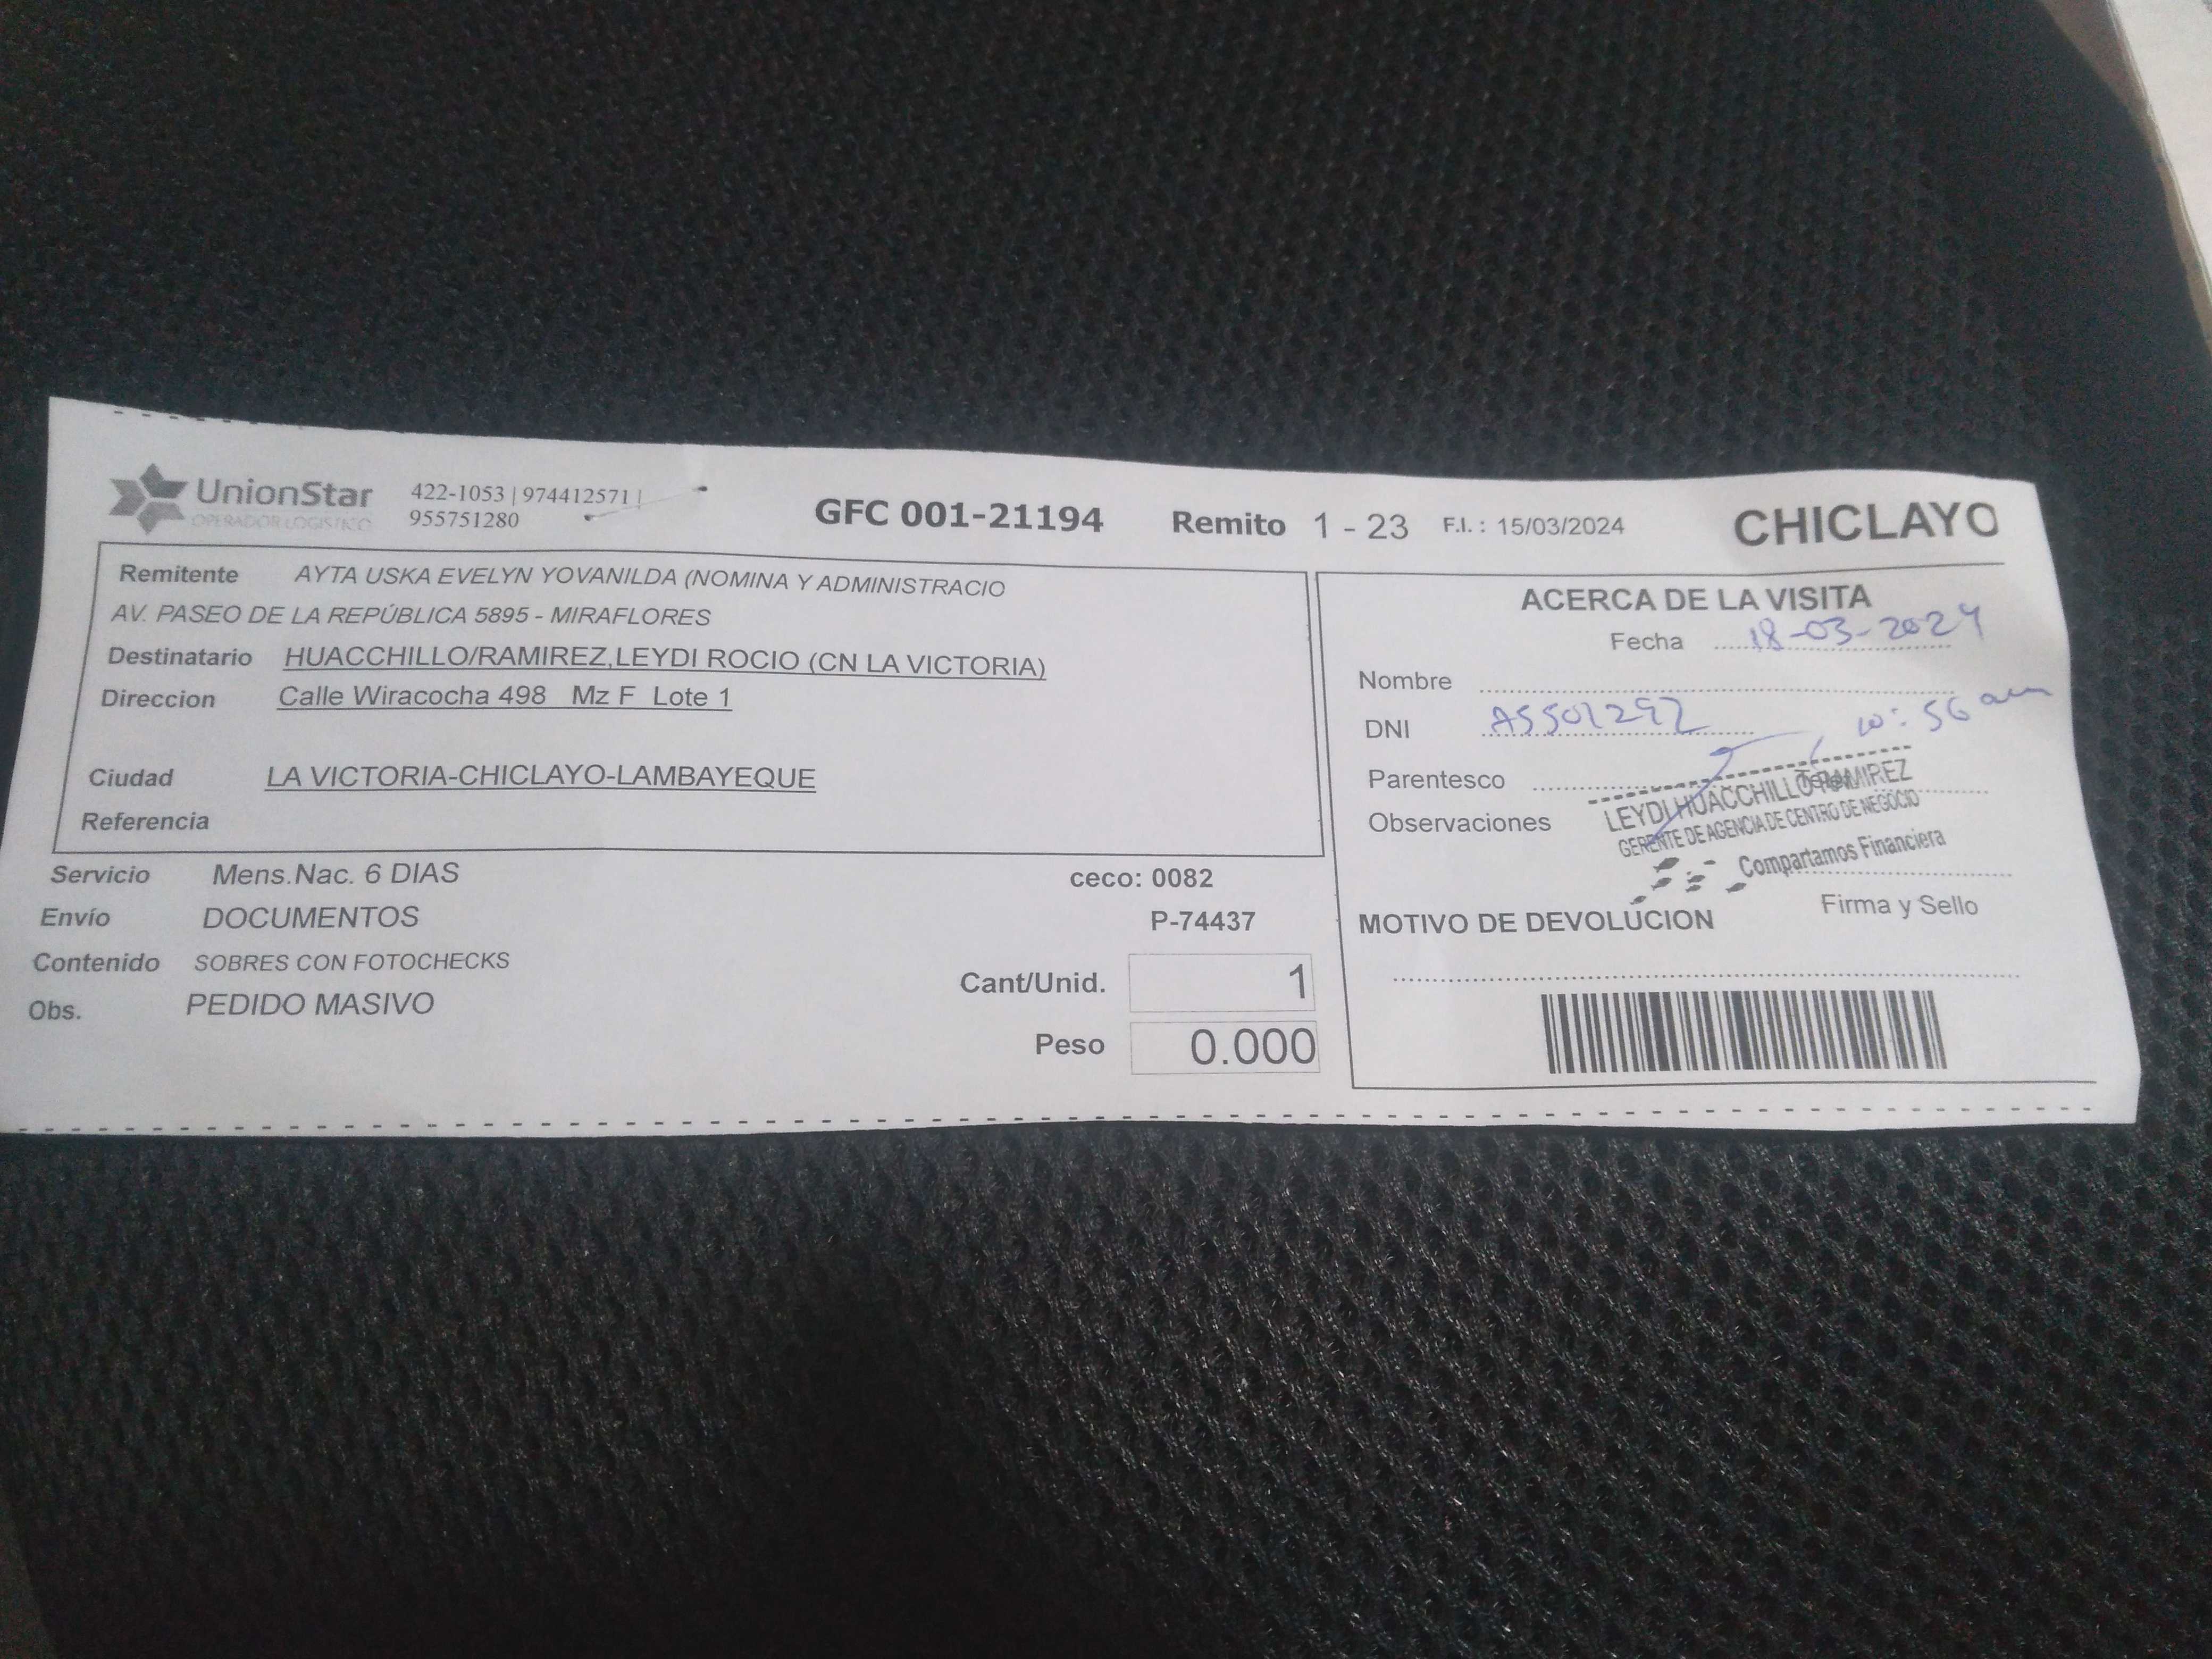 UnionStar
OPERADOR LOGISTICO
422-1053 | 974412571 |
955751280
GFC 001-21194
Remito 1 - 23
F.I. : 15/03/2024
CHICLAYO
Remitente AYTA USKA EVELYN YOVANILDA (NOMINA Y ADMINISTRACIO
AV. PASEO DE LA REPÚBLICA 5895 - MIRAFLORES
Destinatario HUACCHILLO/RAMIREZ,LEYDI ROCIO (CN LA VICTORIA)
Direccion Calle Wiracocha 498 Mz F Lote 1
Ciudad LA VICTORIA-CHICLAYO-LAMBAYEQUE
Referencia
Servicio Mens.Nac. 6 DIAS
ceco: 0082
Envío DOCUMENTOS
P-74437
Contenido SOBRES CON FOTOCHECKS
Cant/Unid. 1
Obs. PEDIDO MASIVO
Peso 0.000
ACERCA DE LA VISITA
Fecha 18-03-2024
Nombre
DNI A5501292
10:56 am
Parentesco
LEYDI HUACCHILLO RAMIREZ
Observaciones
GERENTE DE AGENCIA DE CENTRO DE NEGOCIO
Compartamos Financiera
Firma y Sello
MOTIVO DE DEVOLUCION